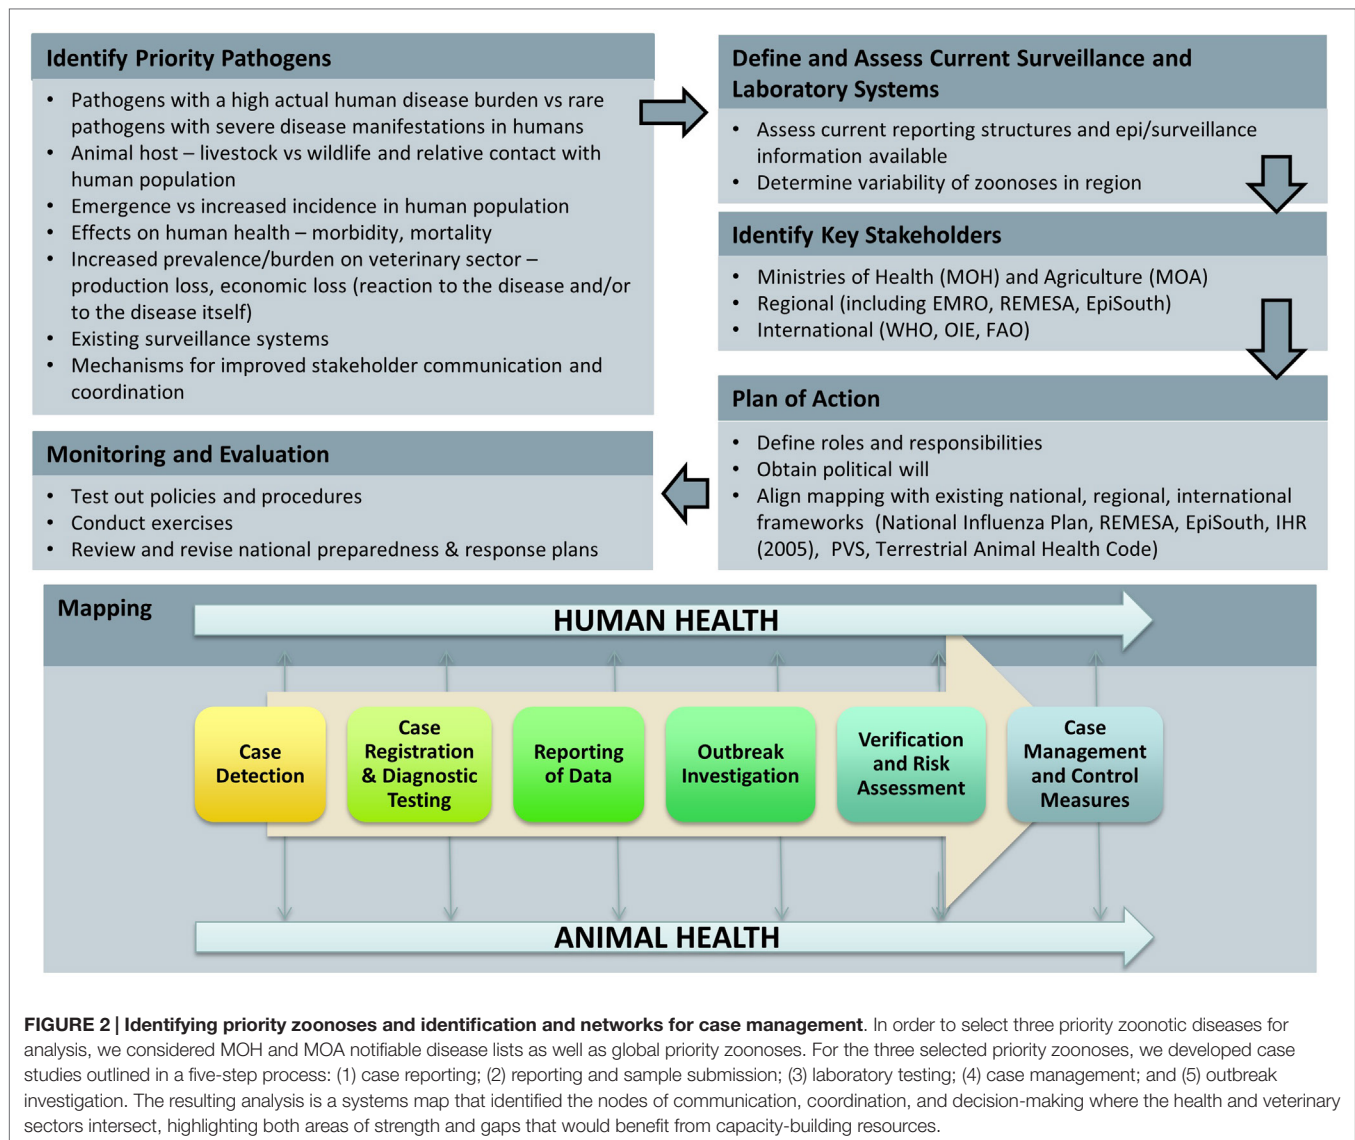 Identify Priority Pathogens
• Pathogens with a high actual human disease burden vs rare
pathogens with severe disease manifestations in humans
• Animal host – livestock vs wildlife and relative contact with
human population
• Emergence vs increased incidence in human population
• Effects on human health – morbidity, mortality
• Increased prevalence/burden on veterinary sector –
production loss, economic loss (reaction to the disease and/or
to the disease itself)
• Existing surveillance systems
• Mechanisms for improved stakeholder communication and
coordination
Define and Assess Current Surveillance and
Laboratory Systems
• Assess current reporting structures and epi/surveillance
information available
• Determine variability of zoonoses in region
Identify Key Stakeholders
• Ministries of Health (MOH) and Agriculture (MOA)
• Regional (including EMRO, REMESA, EpiSouth)
• International (WHO, OIE, FAO)
Plan of Action
• Define roles and responsibilities
• Obtain political will
• Align mapping with existing national, regional, international
frameworks (National Influenza Plan, REMESA, EpiSouth, IHR
(2005), PVS, Terrestrial Animal Health Code)
Monitoring and Evaluation
• Test out policies and procedures
• Conduct exercises
• Review and revise national preparedness & response plans
Mapping
HUMAN HEALTH
Case
Detection
Case
Registration
& Diagnostic
Testing
Reporting
of Data
Outbreak
Investigation
Verification
and Risk
Assessment
Case
Management
and Control
Measures
ANIMAL HEALTH
FIGURE 2 | Identifying priority zoonoses and identification and networks for case management. In order to select three priority zoonotic diseases for
analysis, we considered MOH and MOA notifiable disease lists as well as global priority zoonoses. For the three selected priority zoonoses, we developed case
studies outlined in a five-step process: (1) case reporting; (2) reporting and sample submission; (3) laboratory testing; (4) case management; and (5) outbreak
investigation. The resulting analysis is a systems map that identified the nodes of communication, coordination, and decision-making where the health and veterinary
sectors intersect, highlighting both areas of strength and gaps that would benefit from capacity-building resources.